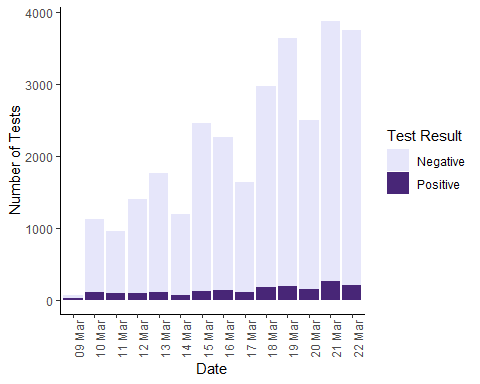 4000
3000
2000
1000
0
Number of Tests
09 Mar
10 Mar
11 Mar
12 Mar
13 Mar
14 Mar
15 Mar
16 Mar
17 Mar
18 Mar
19 Mar
20 Mar
21 Mar
22 Mar
Date
Test Result
Negative
Positive